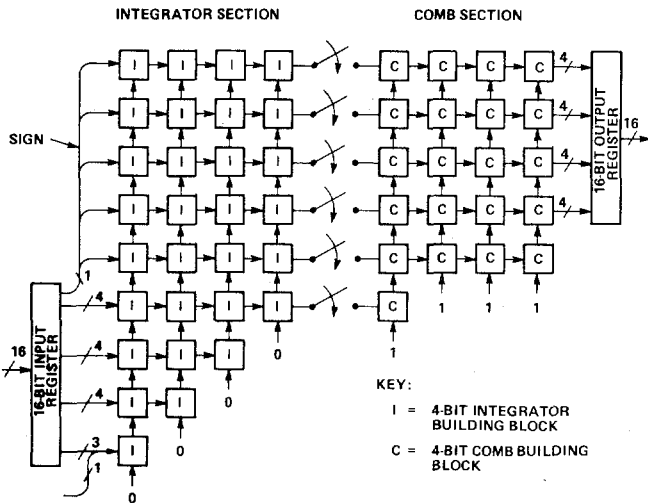 INTEGRATOR SECTION
COMB SECTION
I I I I C C C C 4
I I I I C C C C 4
SIGN
16
16-BIT OUTPUT
REGISTER
I I I I C C C C 4
I I I I C C C C 4
I I I I C C C C
1
4 I I I I C 1 1 1
0 1
16
16-BIT INPUT
REGISTER
4 I I I
0
4 I I
0
3 I
1
0
KEY:
I = 4-BIT INTEGRATOR
BUILDING BLOCK
C = 4-BIT COMB BUILDING
BLOCK